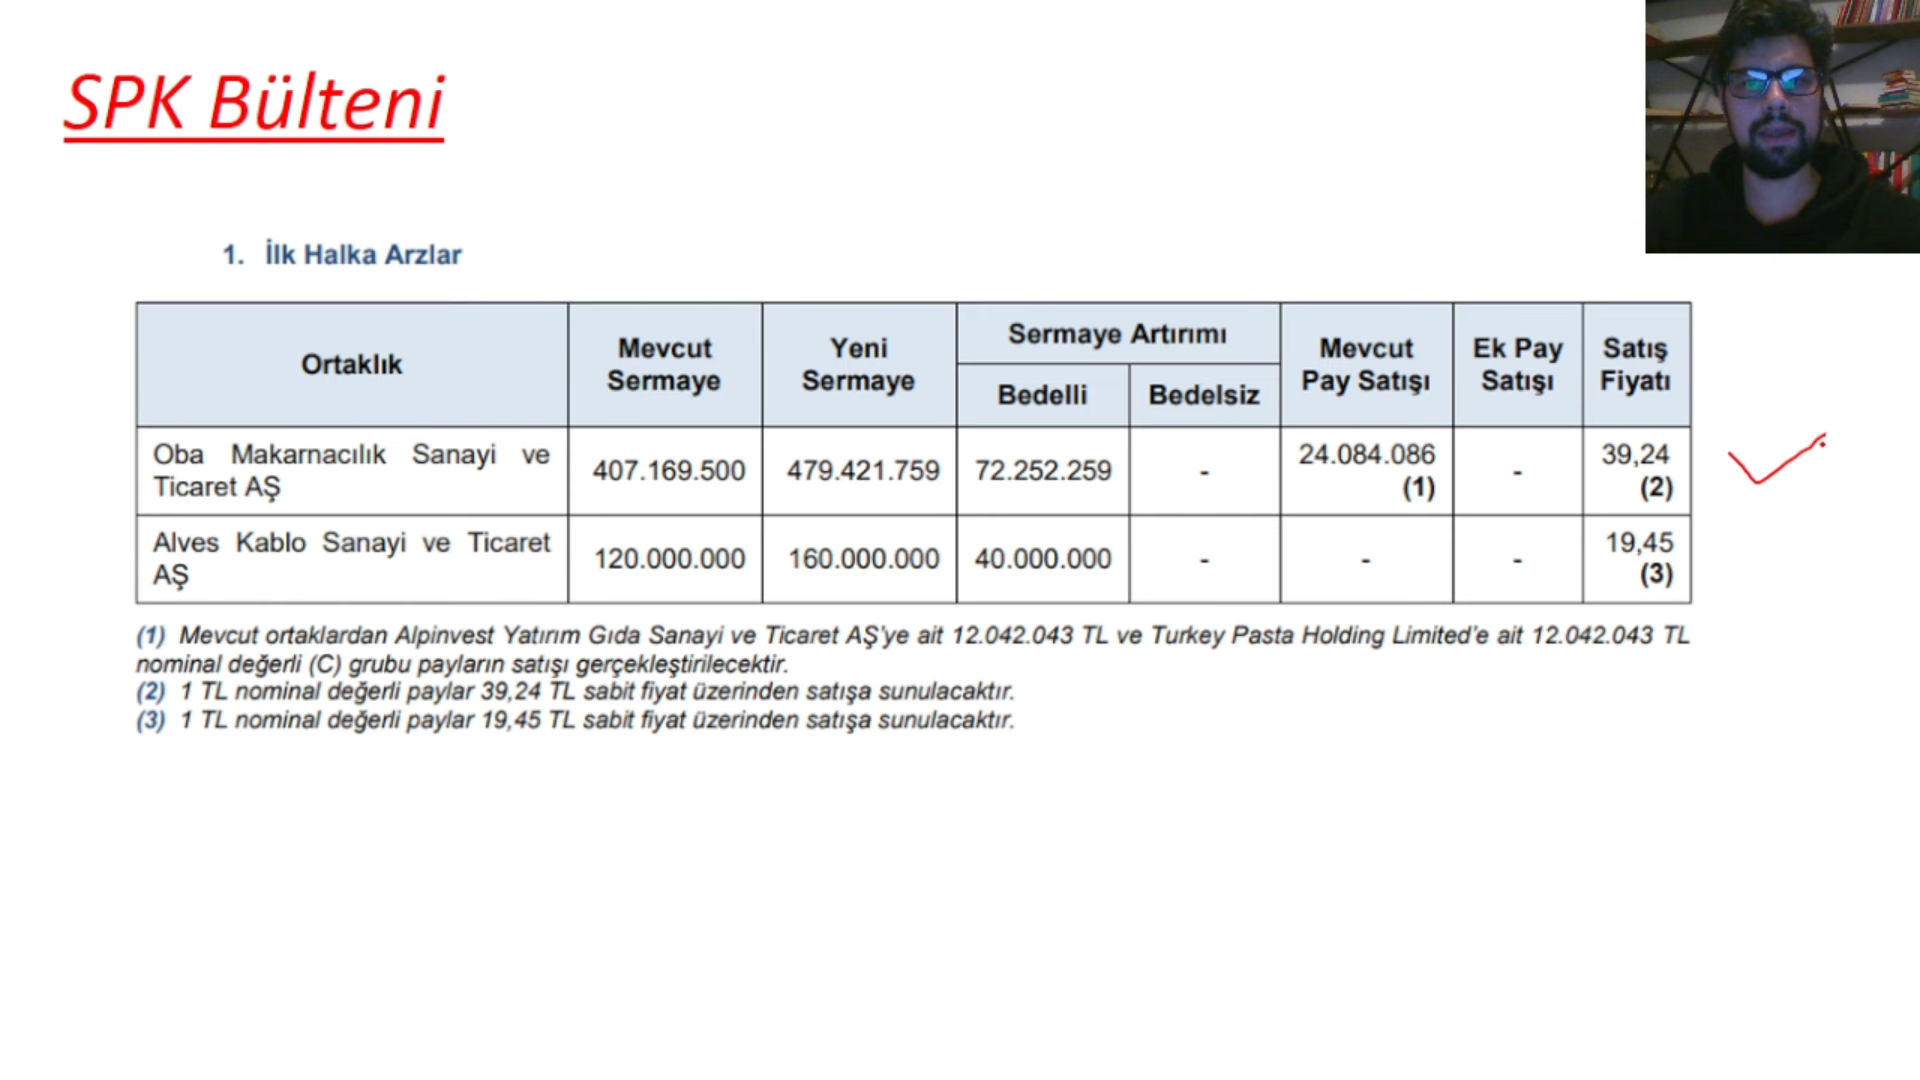 SPK Bülteni
1. İlk Halka Arzlar
Ortaklık
Mevcut
Sermaye
Yeni
Sermaye
Sermaye Artırımı
Bedelli
Bedelsiz
Mevcut
Pay Satışı
Ek Pay
Satışı
Satış
Fiyatı
Oba Makarnacılık Sanayi ve
Ticaret AŞ
407.169.500
479.421.759
72.252.259
-
24.084.086
(1)
-
39,24
(2)
Alves Kablo Sanayi ve Ticaret
AŞ
120.000.000
160.000.000
40.000.000
-
-
-
19,45
(3)
(1) Mevcut ortaklardan Alpinvest Yatırım Gıda Sanayi ve Ticaret AŞ'ye ait 12.042.043 TL ve Turkey Pasta Holding Limited'e ait 12.042.043 TL
nominal değerli (C) grubu payların satışı gerçekleştirilecektir.
(2) 1 TL nominal değerli paylar 39,24 TL sabit fiyat üzerinden satışa sunulacaktır.
(3) 1 TL nominal değerli paylar 19,45 TL sabit fiyat üzerinden satışa sunulacaktır.